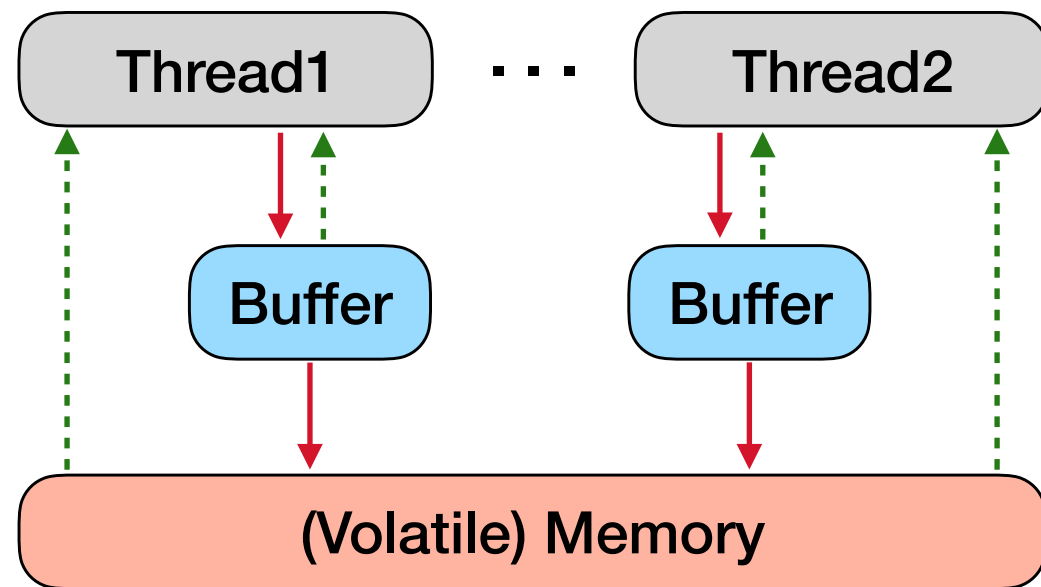 Thread1 ... Thread2
Buffer Buffer
(Volatile) Memory